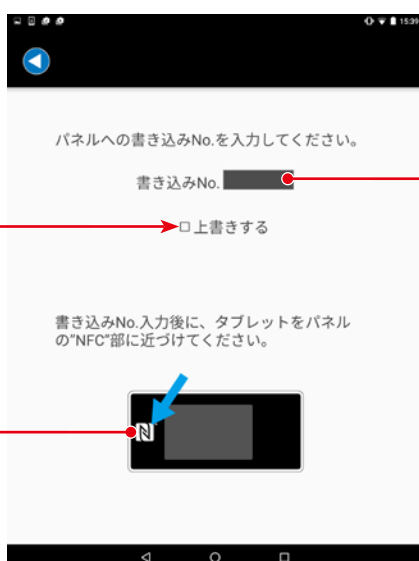 15:39
パネルへの書き込みNo.を入力してください。
書き込みNo.
上書きする
書き込みNo.入力後に、タブレットをパネル
の"NFC"部に近づけてください。